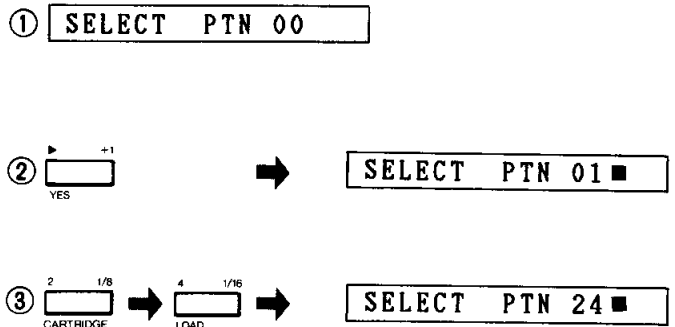 ① SELECT PTN 00
▶ +1
② SELECT PTN 01■
YES
2 1/8 4 1/16
③ SELECT PTN 24■
CARTRIDGE LOAD